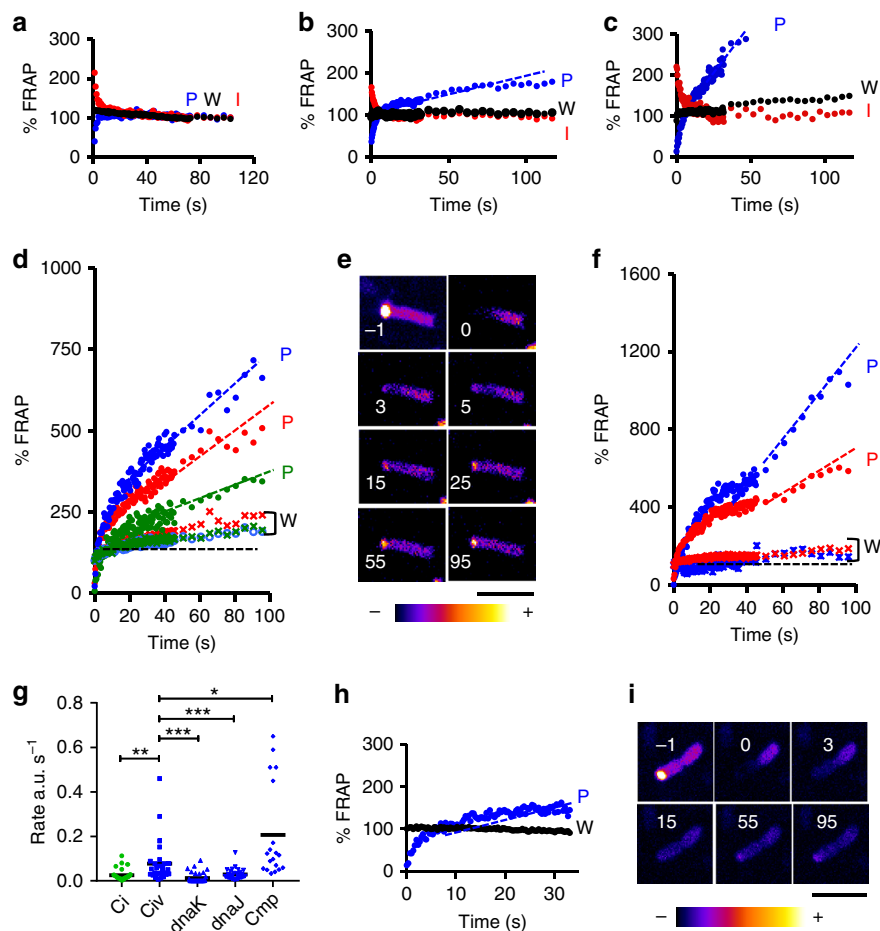 a
300
200
100
0
% FRAP
P W I
0 40 80 120
Time (s)
b
300
200
100
0
% FRAP
P
W
I
0 50 100
Time (s)
c
300
200
100
0
% FRAP
P
W
I
0 50 100
Time (s)
d
1000
750
500
250
0
% FRAP
P
P
P
W
0 20 40 60 80 100
Time (s)
e
−1 0
3 5
15 25
55 95
− +
f
1600
1200
800
400
0
% FRAP
P
P
W
0 20 40 60 80 100
Time (s)
g
0.8
0.6
0.4
0.2
0.0
Rate a.u. s⁻¹
*
***
***
**
Ci Civ dnaK dnaJ Cmp
h
300
200
100
0
% FRAP
P
W
0 10 20 30
Time (s)
i
−1 0 3
15 55 95
− +